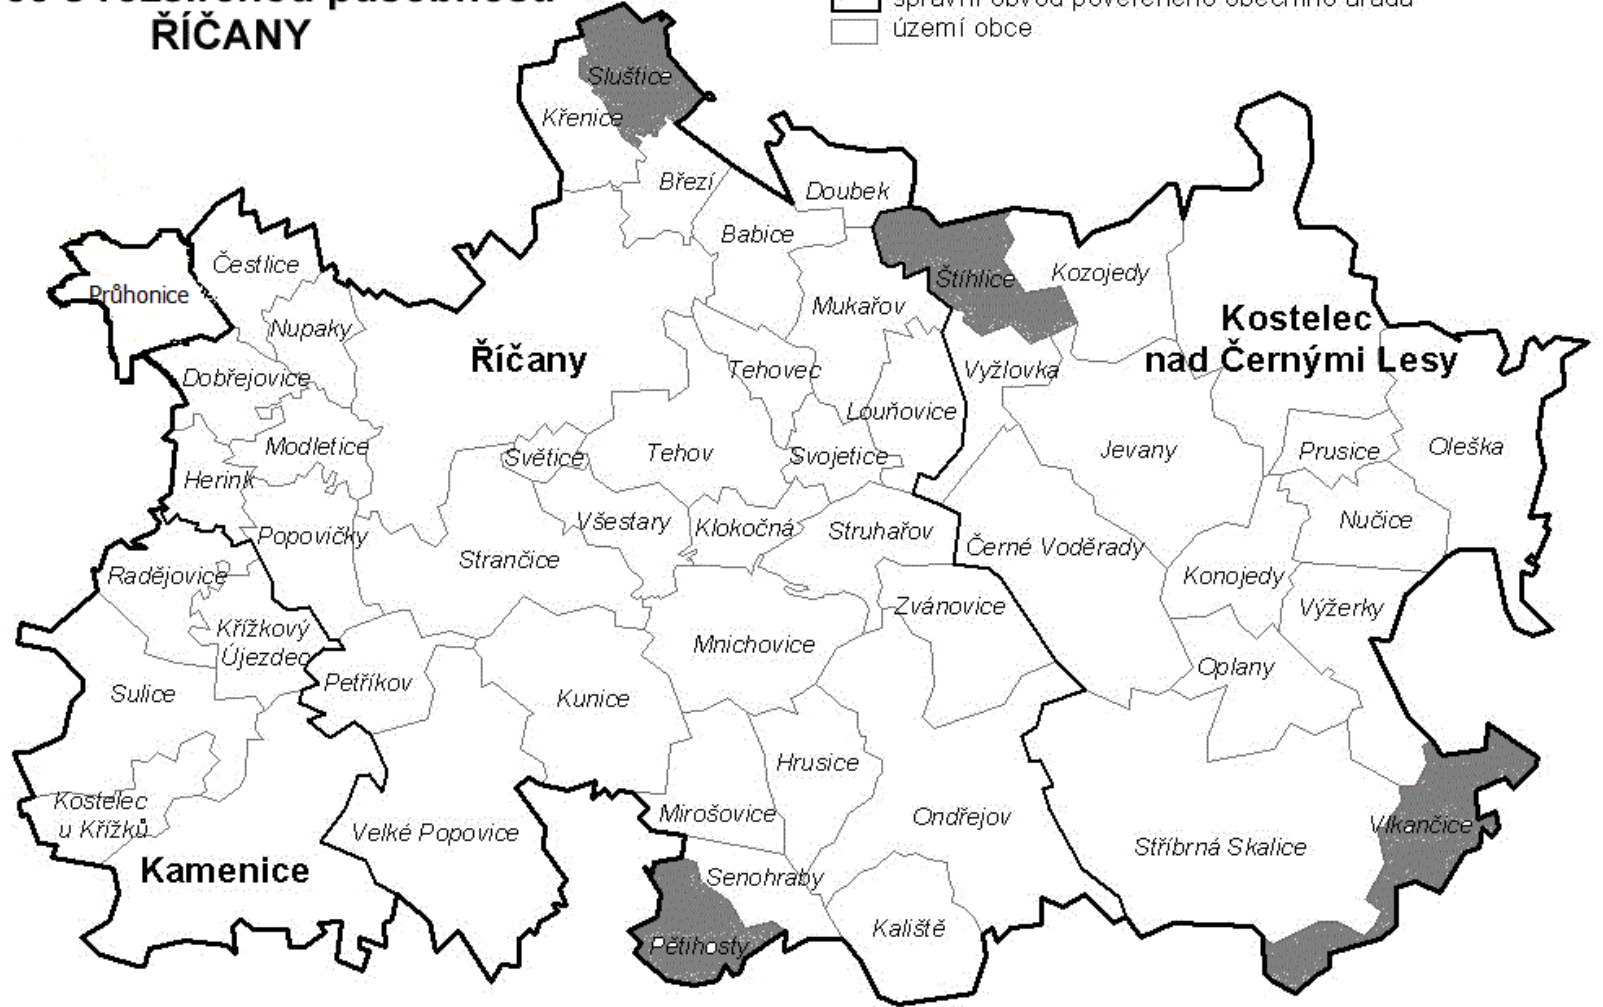 ŘÍČANY
území obce
Sluštice
Křenice
Březí
Doubek
Babice
Čestlice
Průhonice
Nupaky
Štíhlice
Kozojedy
Mukařov
Kostelec
nad Černými Lesy
Říčany
Dobřejovice
Tehovec
Vyžlovka
Louňovice
Modletice
Světice
Tehov
Svojetice
Jevany
Prusice
Oleška
Herink
Popovičky
Všestary
Klokočná
Struhařov
Nučice
Strančice
Černé Voděrady
Radějovice
Konojedy
Výžerky
Zvánovice
Křížkový
Újezdec
Mnichovice
Oplany
Petříkov
Sulice
Kunice
Hrusice
Kostelec
u Křížků
Velké Popovice
Mirošovice
Ondřejov
Vlkančice
Stříbrná Skalice
Kamenice
Senohraby
Kaliště
Pětihosty